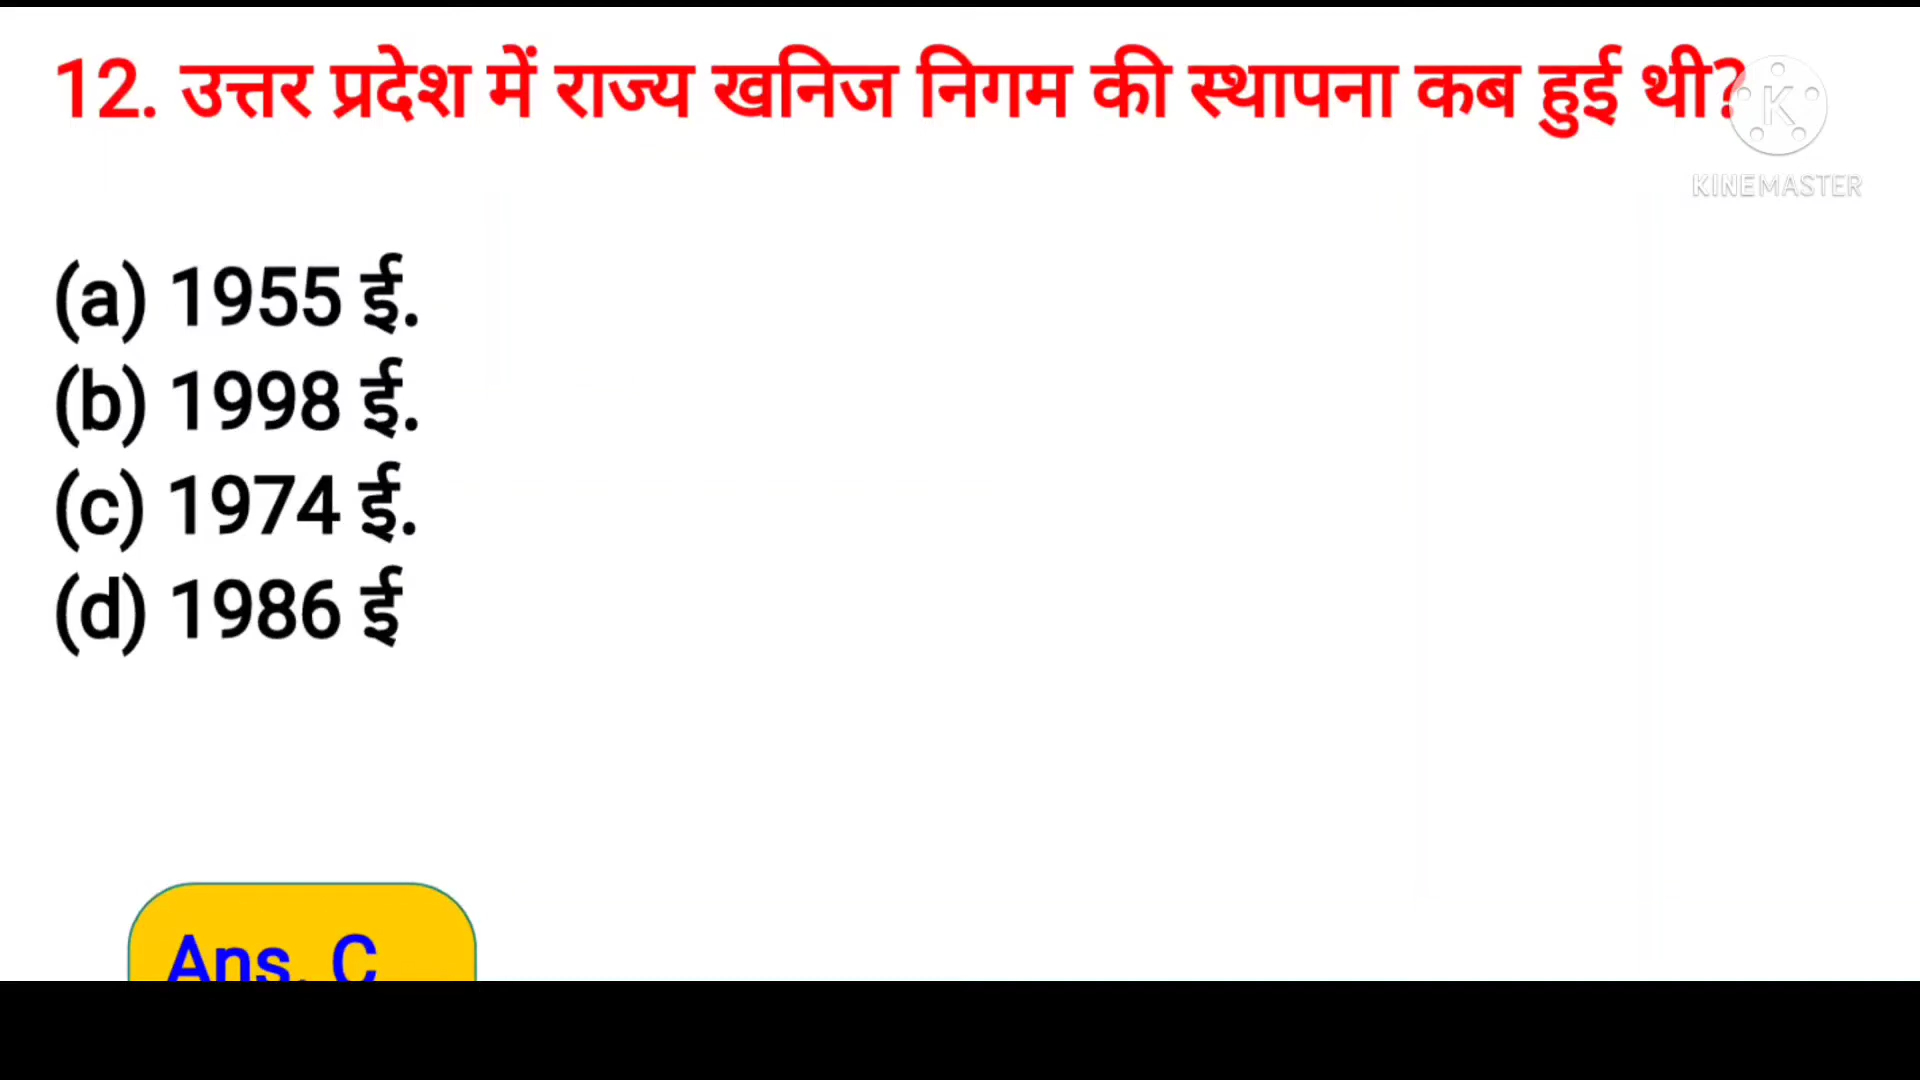 12. उत्तर प्रदेश में राज्य खनिज निगम की स्थापना कब हुई थी?
K
KINEMASTER
(a) 1955 ई.
(b) 1998 ई.
(c) 1974 ई.
(d) 1986 ई
Ans. C